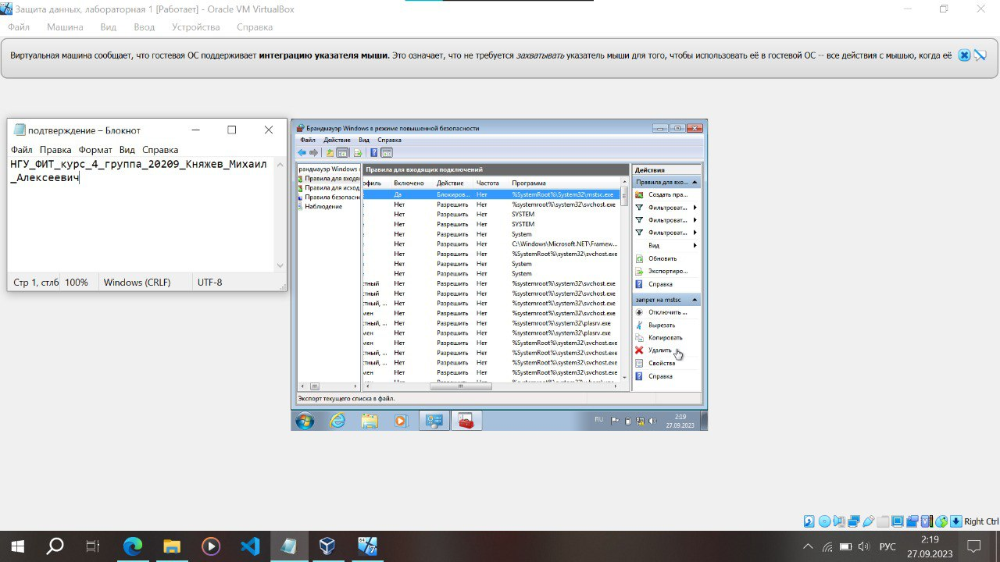 Защита данных, лабораторная 1 [Работает] - Oracle VM VirtualBox
Файл Машина Вид Ввод Устройства Справка
Виртуальная машина сообщает, что гостевая ОС поддерживает интеграцию указателя мыши. Это означает, что не требуется захватывать указатель мыши для того, чтобы использовать её в гостевой ОС -- все действия с мышью, когда её
подтверждение – Блокнот
Файл Правка Формат Вид Справка
НГУ_ФИТ_курс_4_группа_20209_Княжев_Михаил
_Алексеевич
Стр 1, стлб 100% Windows (CRLF) UTF-8
Брандмауэр Windows в режиме повышенной безопасности
Файл Действие Вид Справка
рандмауэр Windows
Правила для входя
Правила для исход
Правила безопасно
Наблюдение
Правила для входящих подключений
офиль Включено Действие Частота Программа
Да Блокиров... Нет %SystemRoot%\System32\mstsc.exe
Нет Разрешить Нет %systemroot%\system32\svchost.exe
Нет Разрешить Нет SYSTEM
Нет Разрешить Нет SYSTEM
Нет Разрешить Нет System
Нет Разрешить Нет C:\Windows\Microsoft.NET\Framew...
Нет Разрешить Нет %SystemRoot%\system32\svchost.exe
Нет Разрешить Нет System
Нет Разрешить Нет System
стный Нет Разрешить Нет %systemroot%\system32\svchost.exe
стный Нет Разрешить Нет %systemroot%\system32\svchost.exe
стный, ... Нет Разрешить Нет %systemroot%\system32\svchost.exe
мен Нет Разрешить Нет %systemroot%\system32\svchost.exe
стный, ... Нет Разрешить Нет %systemroot%\system32\plasrv.exe
мен Нет Разрешить Нет %systemroot%\system32\plasrv.exe
мен Нет Разрешить Нет %SystemRoot%\system32\svchost.exe
стный, ... Нет Разрешить Нет %SystemRoot%\system32\svchost.exe
стный, ... Нет Разрешить Нет %SystemRoot%\system32\svchost.exe
мен Нет Разрешить Нет %SystemRoot%\system32\svchost.exe
Действия
Правила для вхо...
Создать пра...
Фильтроват...
Фильтроват...
Фильтроват...
Вид
Обновить
Экспортиро...
Справка
запрет на mstsc
Отключить ...
Вырезать
Копировать
Удалить
Свойства
Справка
Экспорт текущего списка в файл.
RU 2:19
27.09.2023
Right Ctrl
РУС 2:19
27.09.2023